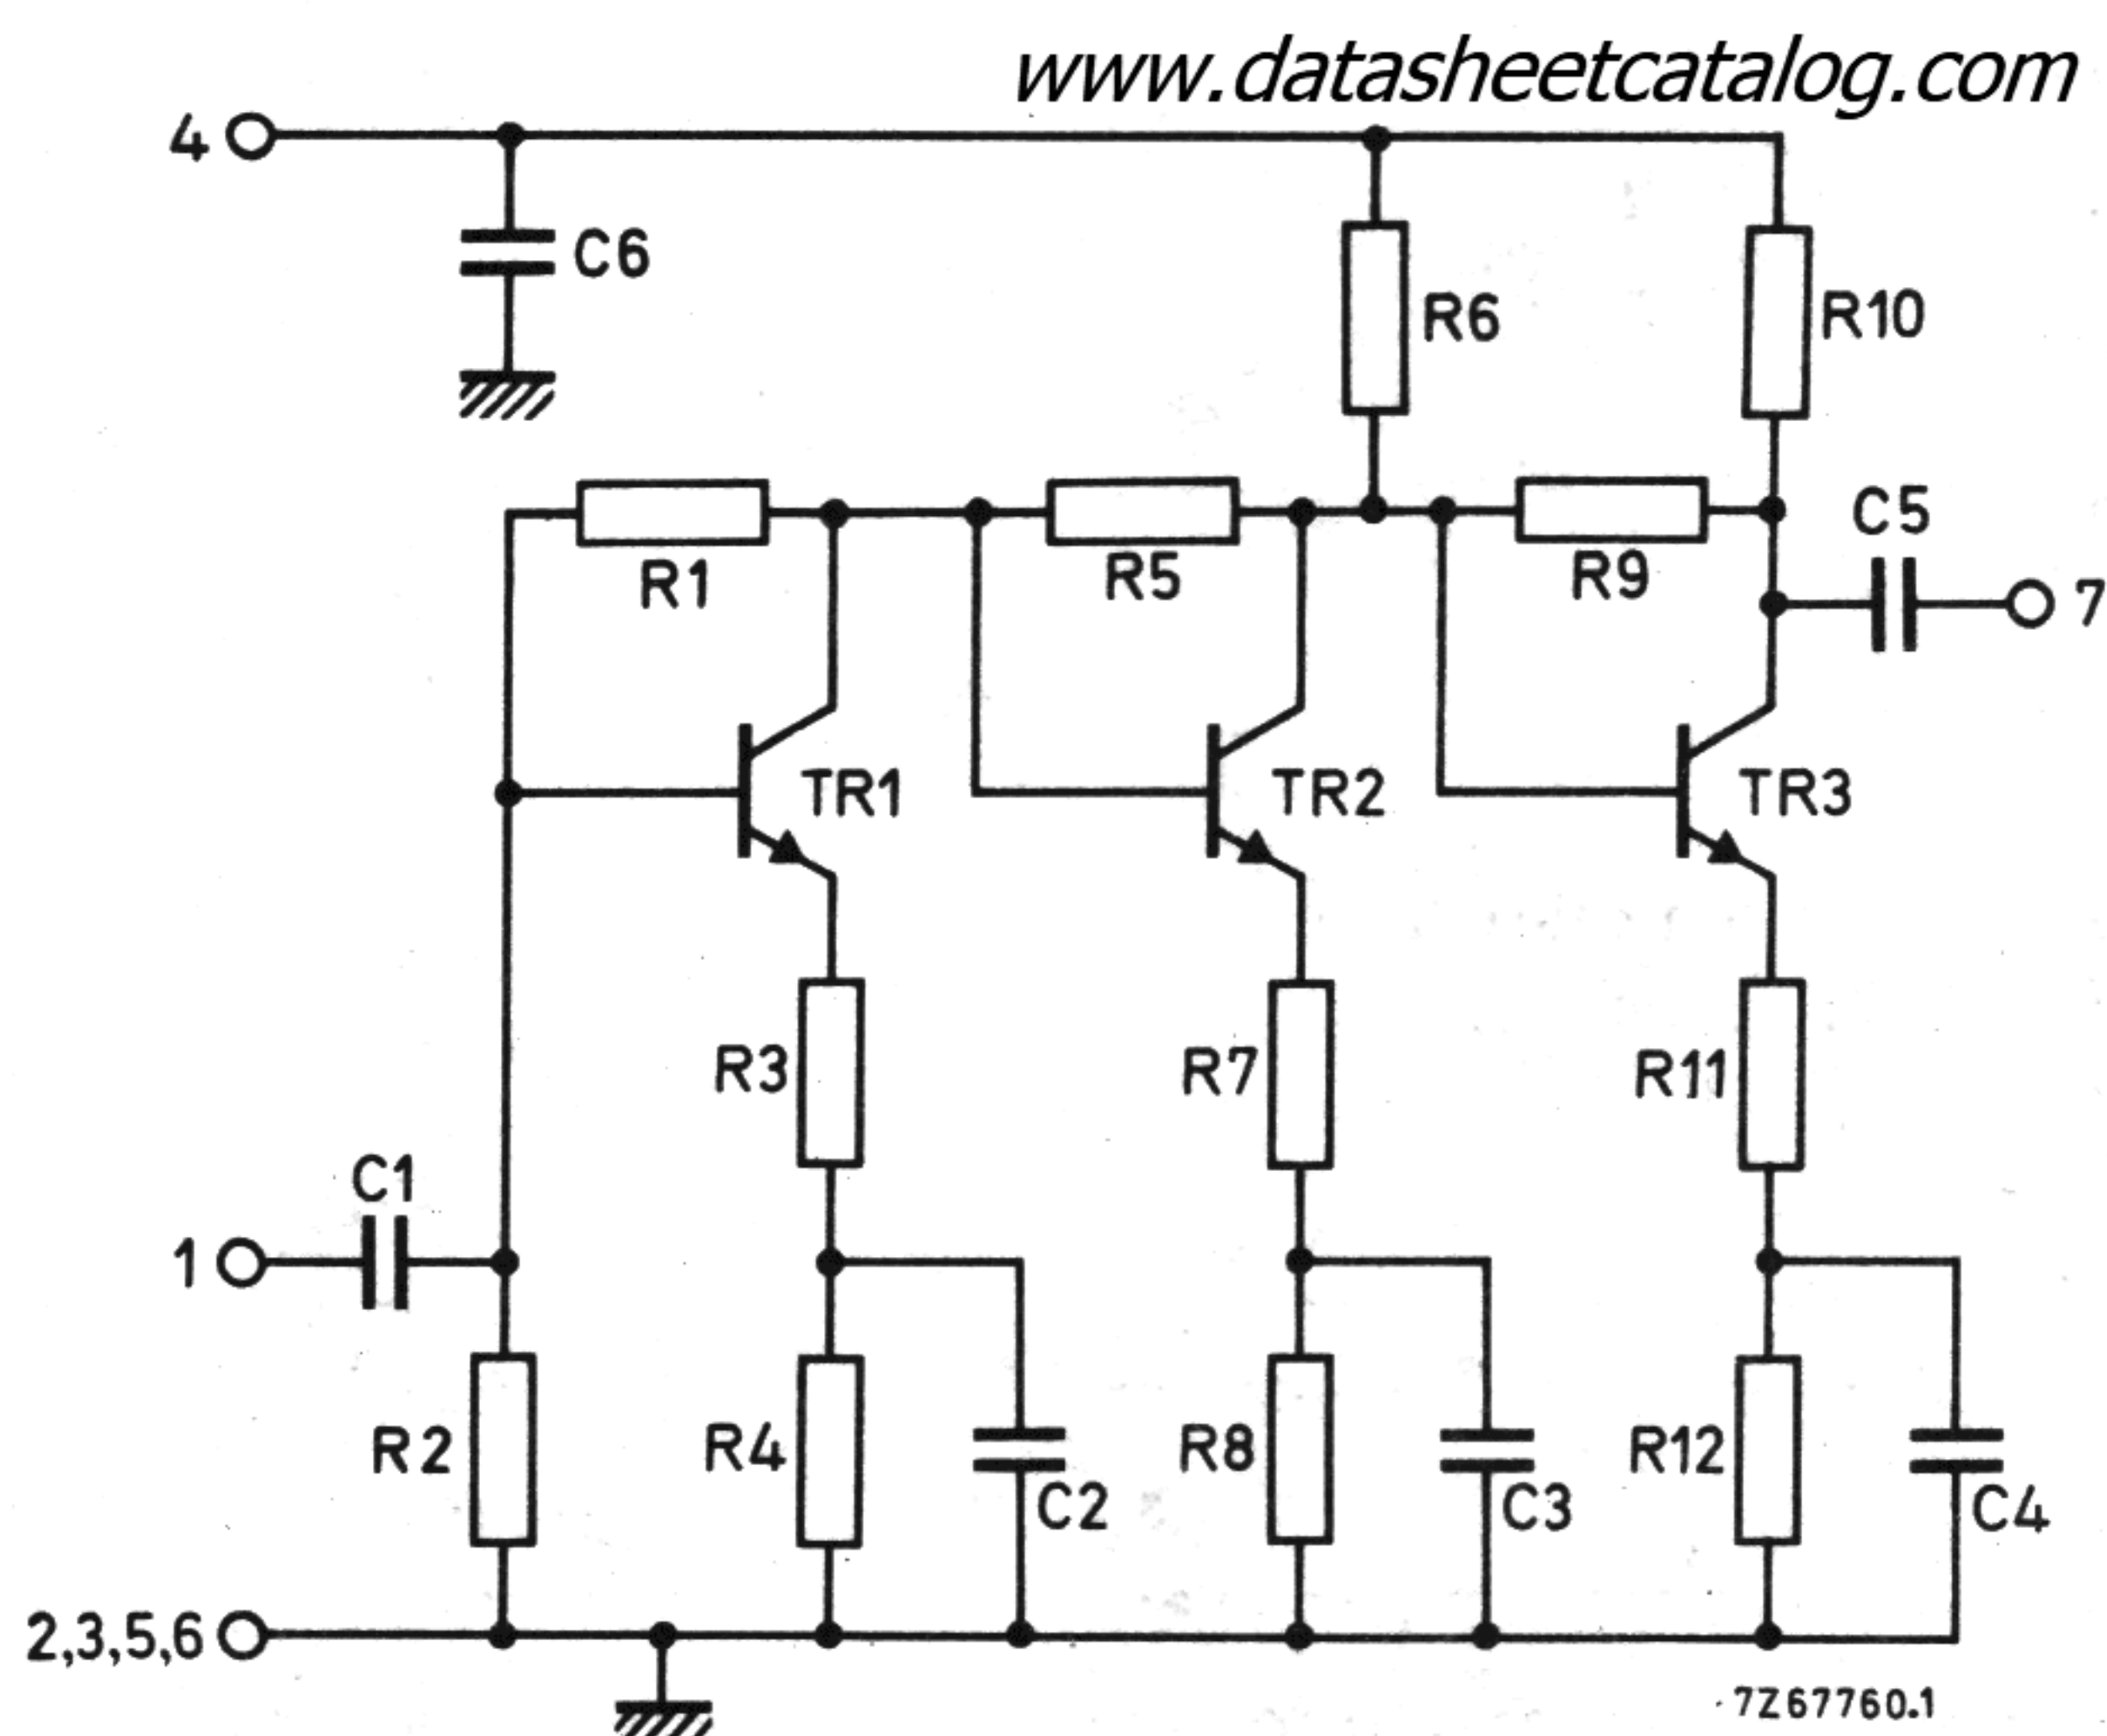 www.datasheetcatalog.com
4
C6
R6
R10
C5
R1
R5
R9
7
TR1
TR2
TR3
R3
R7
R11
C1
1
R2
R4
C2
R8
C3
R12
C4
2,3,5,6
7Z67760.1